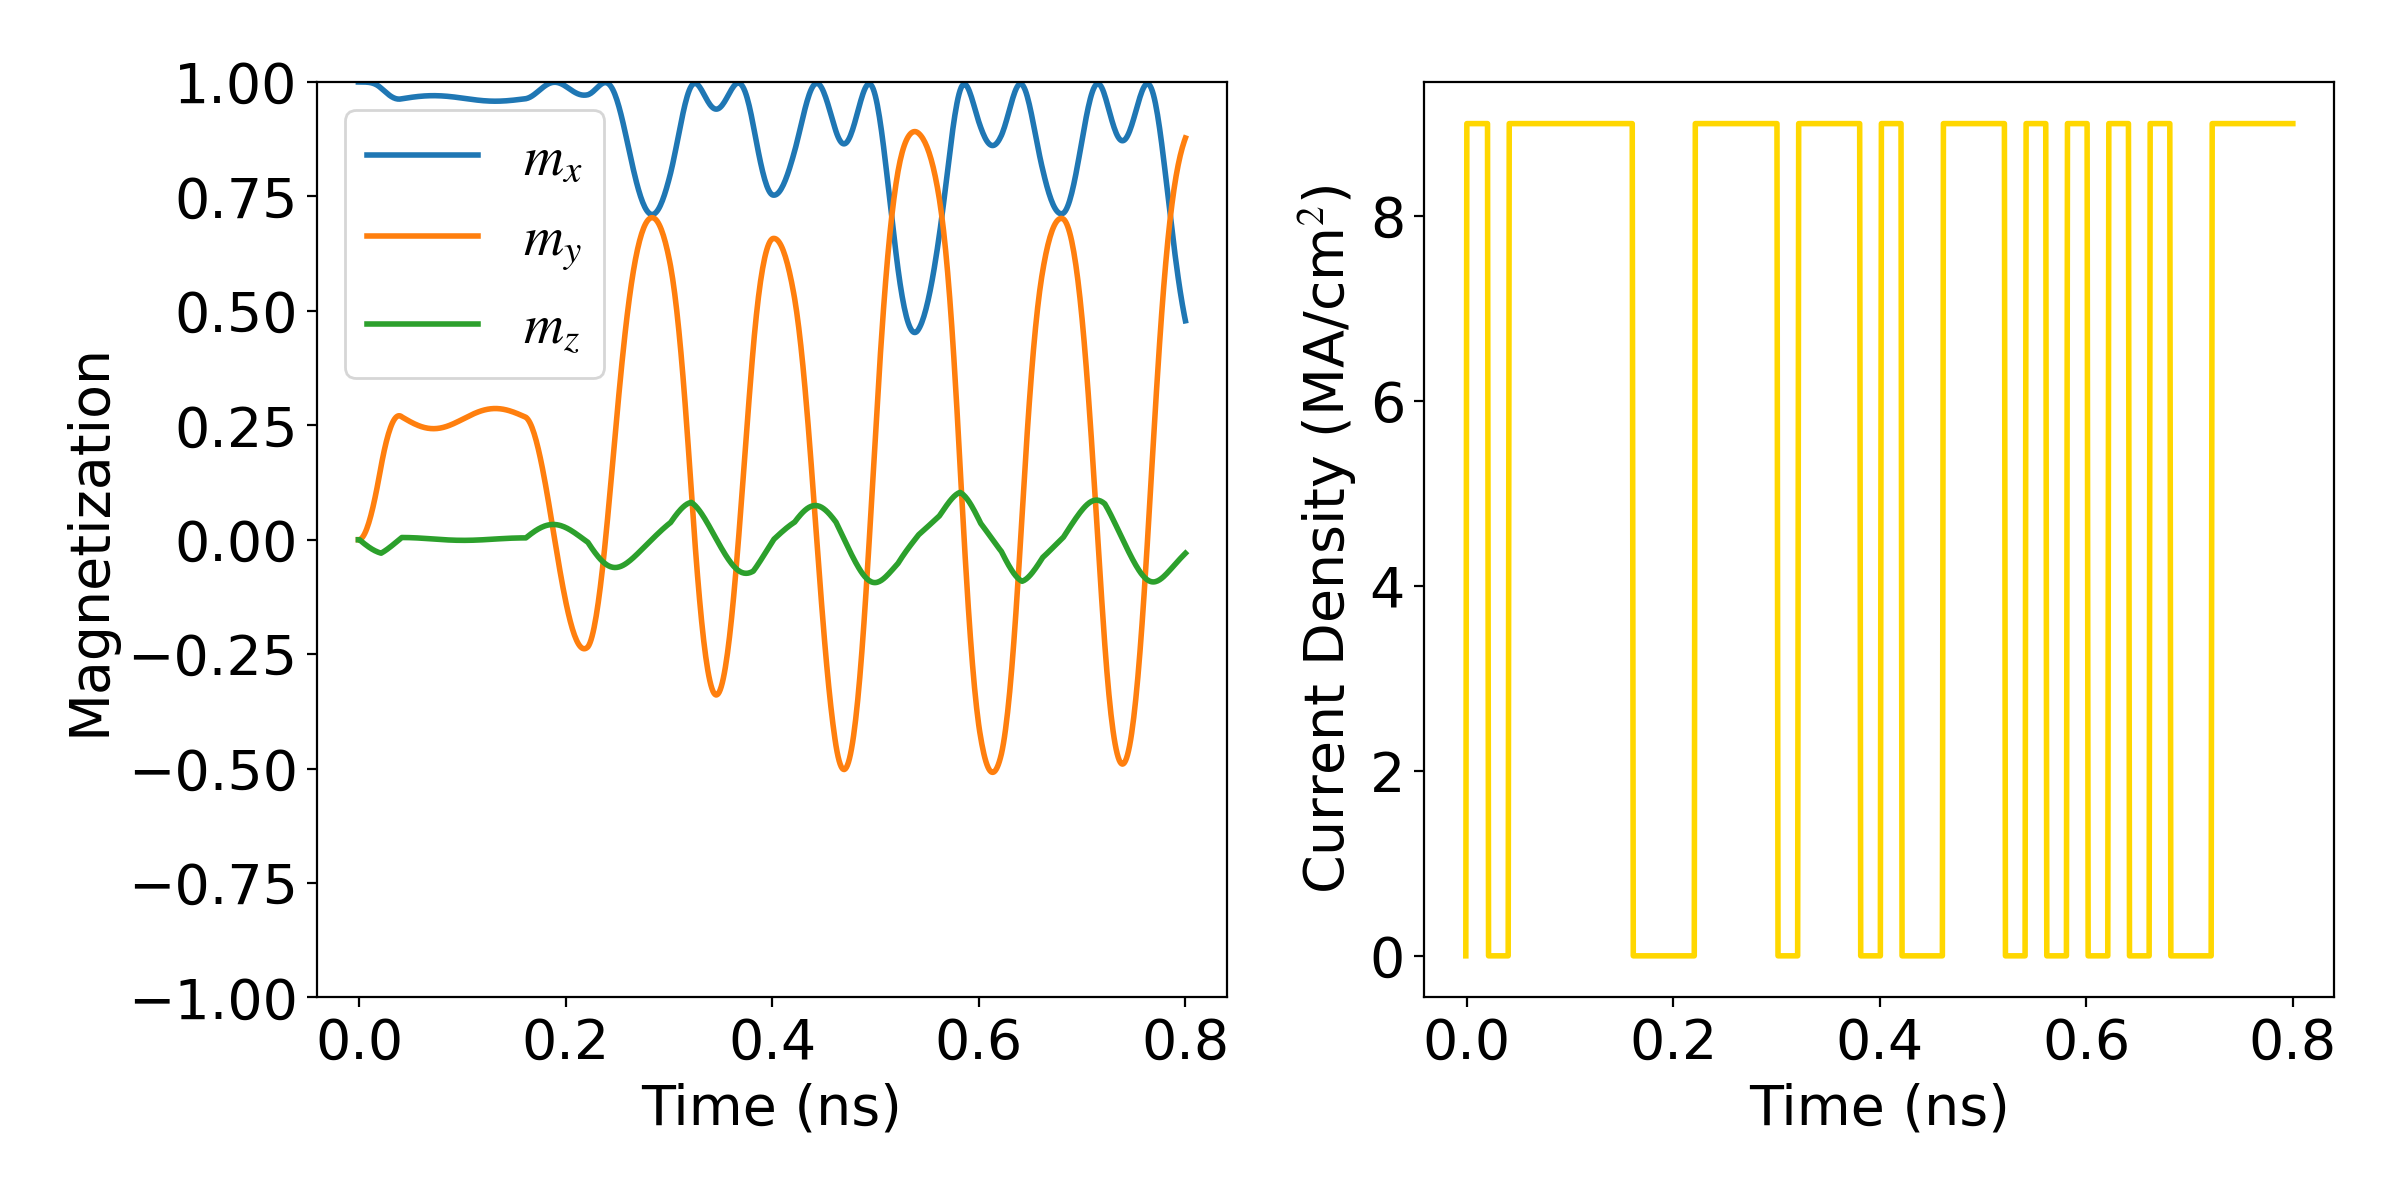 Magnetization
1.00
0.75
0.50
0.25
0.00
−0.25
−0.50
−0.75
−1.00
m_x
m_y
m_z
0.0 0.2 0.4 0.6 0.8
Time (ns)
Current Density (MA/cm²)
8
6
4
2
0
0.0 0.2 0.4 0.6 0.8
Time (ns)